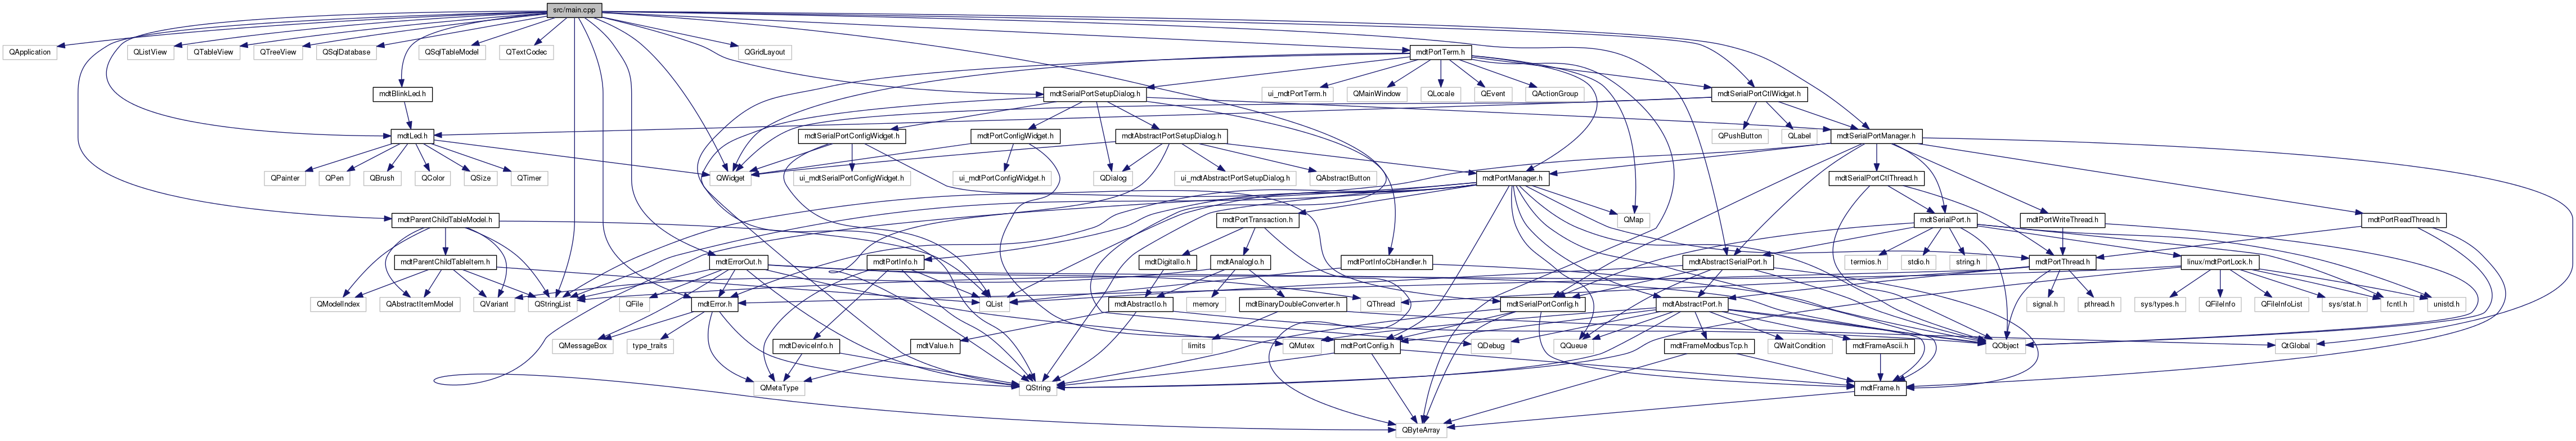 src/main.cpp
QApplication
QListView
QTableView
QTreeView
QSqlDatabase
QSqlTableModel
QTextCodec
QGridLayout
mdtPortTerm.h
mdtBlinkLed.h
mdtSerialPortSetupDialog.h
ui_mdtPortTerm.h
QMainWindow
QLocale
QEvent
QActionGroup
mdtSerialPortCtlWidget.h
mdtLed.h
mdtSerialPortConfigWidget.h
mdtPortConfigWidget.h
mdtAbstractPortSetupDialog.h
QPushButton
QLabel
mdtSerialPortManager.h
QPainter
QPen
QBrush
QColor
QSize
QTimer
QWidget
ui_mdtSerialPortConfigWidget.h
ui_mdtPortConfigWidget.h
QDialog
ui_mdtAbstractPortSetupDialog.h
QAbstractButton
mdtPortManager.h
mdtSerialPortCtlThread.h
mdtParentChildTableModel.h
mdtPortTransaction.h
QMap
mdtSerialPort.h
mdtPortWriteThread.h
mdtPortReadThread.h
mdtParentChildTableItem.h
mdtErrorOut.h
mdtPortInfo.h
mdtDigitalIo.h
mdtAnalogIo.h
mdtPortInfoCbHandler.h
mdtAbstractSerialPort.h
termios.h
stdio.h
string.h
mdtPortThread.h
linux/mdtPortLock.h
QModelIndex
QAbstractItemModel
QVariant
QStringList
QFile
mdtError.h
QList
mdtAbstractIo.h
memory
mdtBinaryDoubleConverter.h
QThread
mdtSerialPortConfig.h
mdtAbstractPort.h
signal.h
pthread.h
sys/types.h
QFileInfo
QFileInfoList
sys/stat.h
fcntl.h
unistd.h
QMessageBox
type_traits
mdtDeviceInfo.h
mdtValue.h
limits
QMutex
mdtPortConfig.h
QDebug
QQueue
mdtFrameModbusTcp.h
QWaitCondition
mdtFrameAscii.h
QObject
QtGlobal
QMetaType
QString
mdtFrame.h
QByteArray